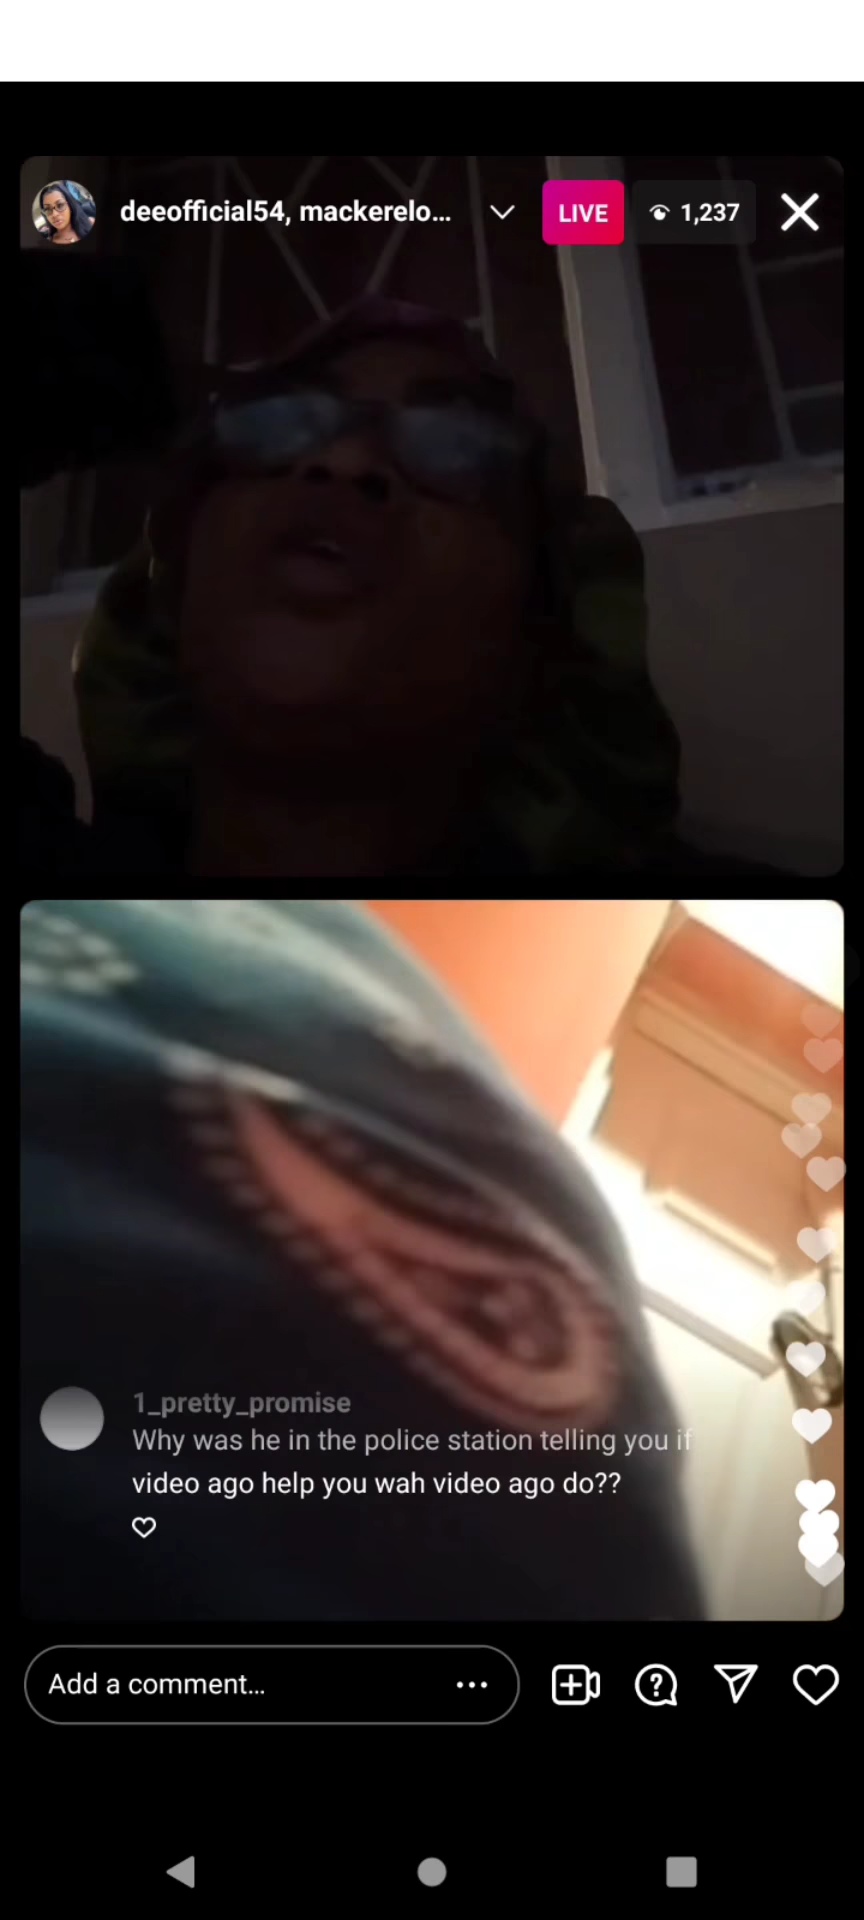 deeofficial54, mackerelo...
LIVE
1,237
1_pretty_promise
Why was he in the police station telling you if
video ago help you wah video ago do??
Add a comment...